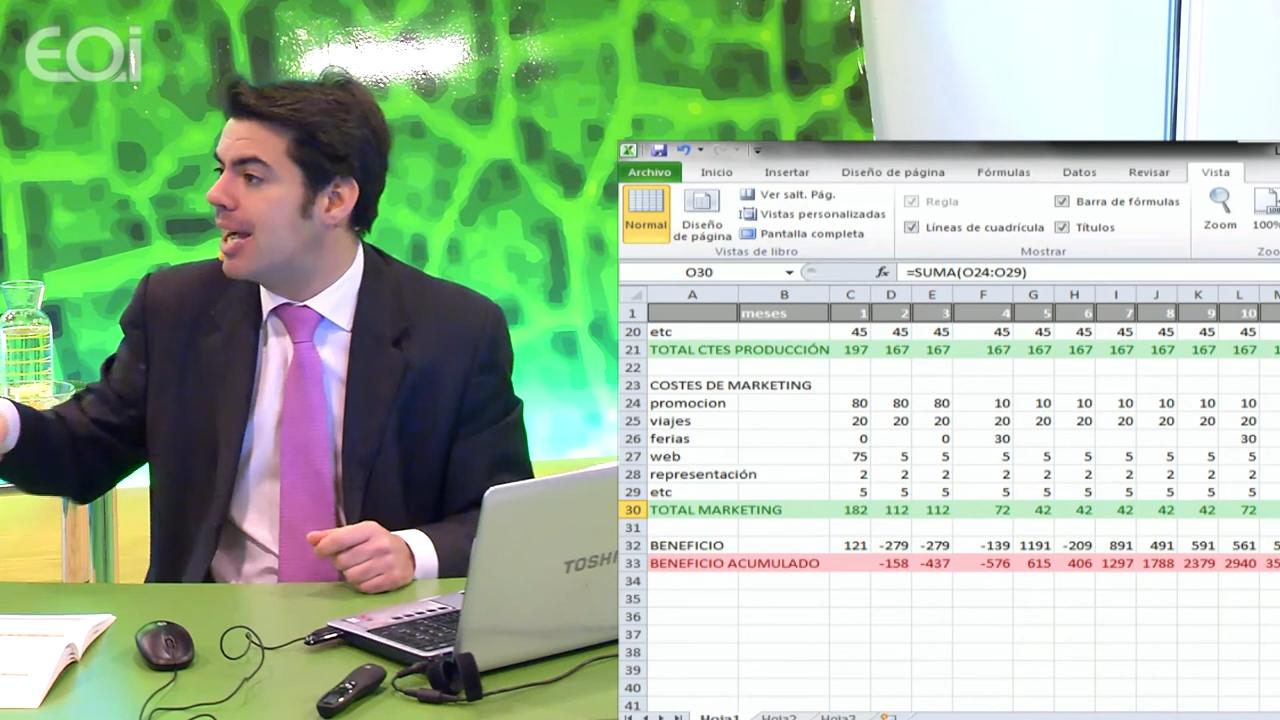 EOi
TOSHI
Archivo Inicio Insertar Diseño de página Fórmulas Datos Revisar Vista
Normal
Diseño de página
Ver salt. Pág.
Vistas personalizadas
Pantalla completa
Vistas de libro
Regla
Barra de fórmulas
Líneas de cuadrícula
Títulos
Mostrar
Zoom
100%
Zoo
O30 fx =SUMA(O24:O29)
A B C D E F G H I J K L M
1 meses 1 2 3 4 5 6 7 8 9 10
20 etc 45 45 45 45 45 45 45 45 45 45
21 TOTAL CTES PRODUCCIÓN 197 167 167 167 167 167 167 167 167 167 1
22
23 COSTES DE MARKETING
24 promocion 80 80 80 10 10 10 10 10 10 10
25 viajes 20 20 20 20 20 20 20 20 20 20
26 ferias 0 0 30 30
27 web 75 5 5 5 5 5 5 5 5 5
28 representación 2 2 2 2 2 2 2 2 2 2
29 etc 5 5 5 5 5 5 5 5 5 5
30 TOTAL MARKETING 182 112 112 72 42 42 42 42 42 72
31
32 BENEFICIO 121 -279 -279 -139 1191 -209 891 491 591 561 5
33 BENEFICIO ACUMULADO -158 -437 -576 615 406 1297 1788 2379 2940 35
34
35
36
37
38
39
40
41
Hoja1 Hoja2 Hoja3